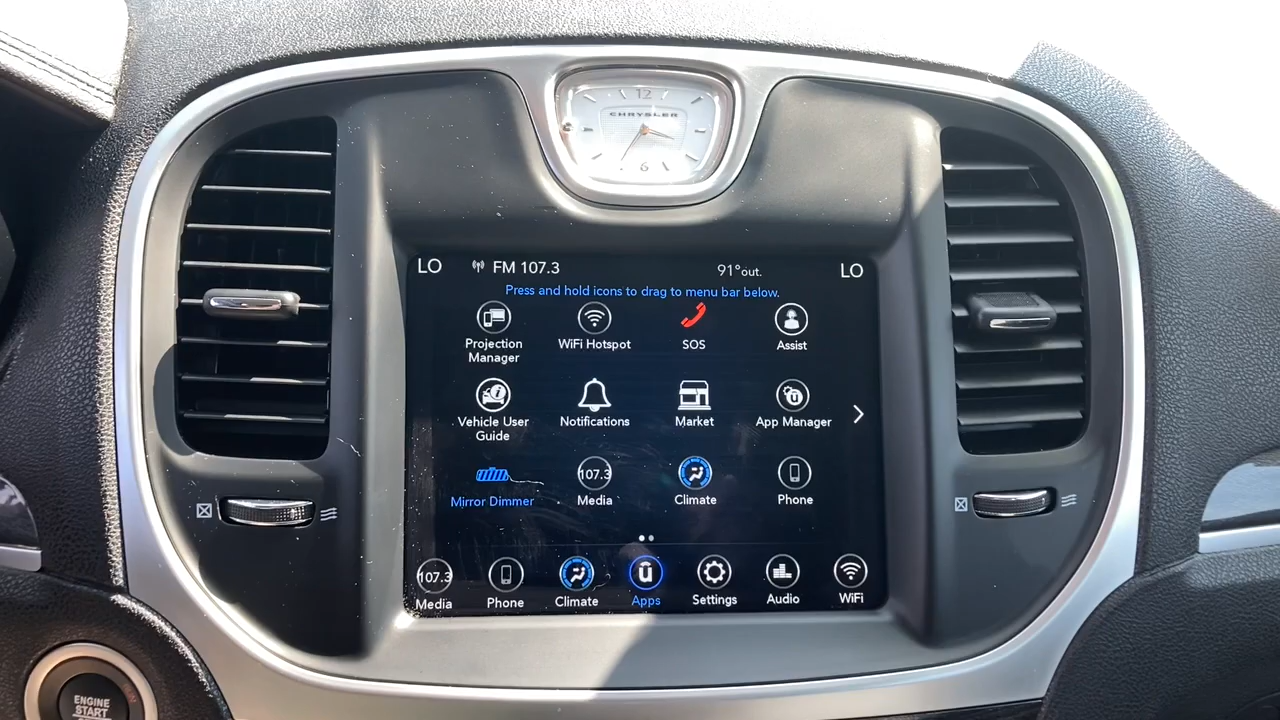 12
CHRYSLER
6
LO
FM 107.3
91°out.
LO
Press and hold icons to drag to menu bar below.
Projection
Manager
WiFi Hotspot
SOS
Assist
Vehicle User
Guide
Notifications
Market
App Manager
Mirror Dimmer
107.3
Media
Climate
Phone
107.3
Media
Phone
Climate
Apps
Settings
Audio
WiFi
ENGINE
START